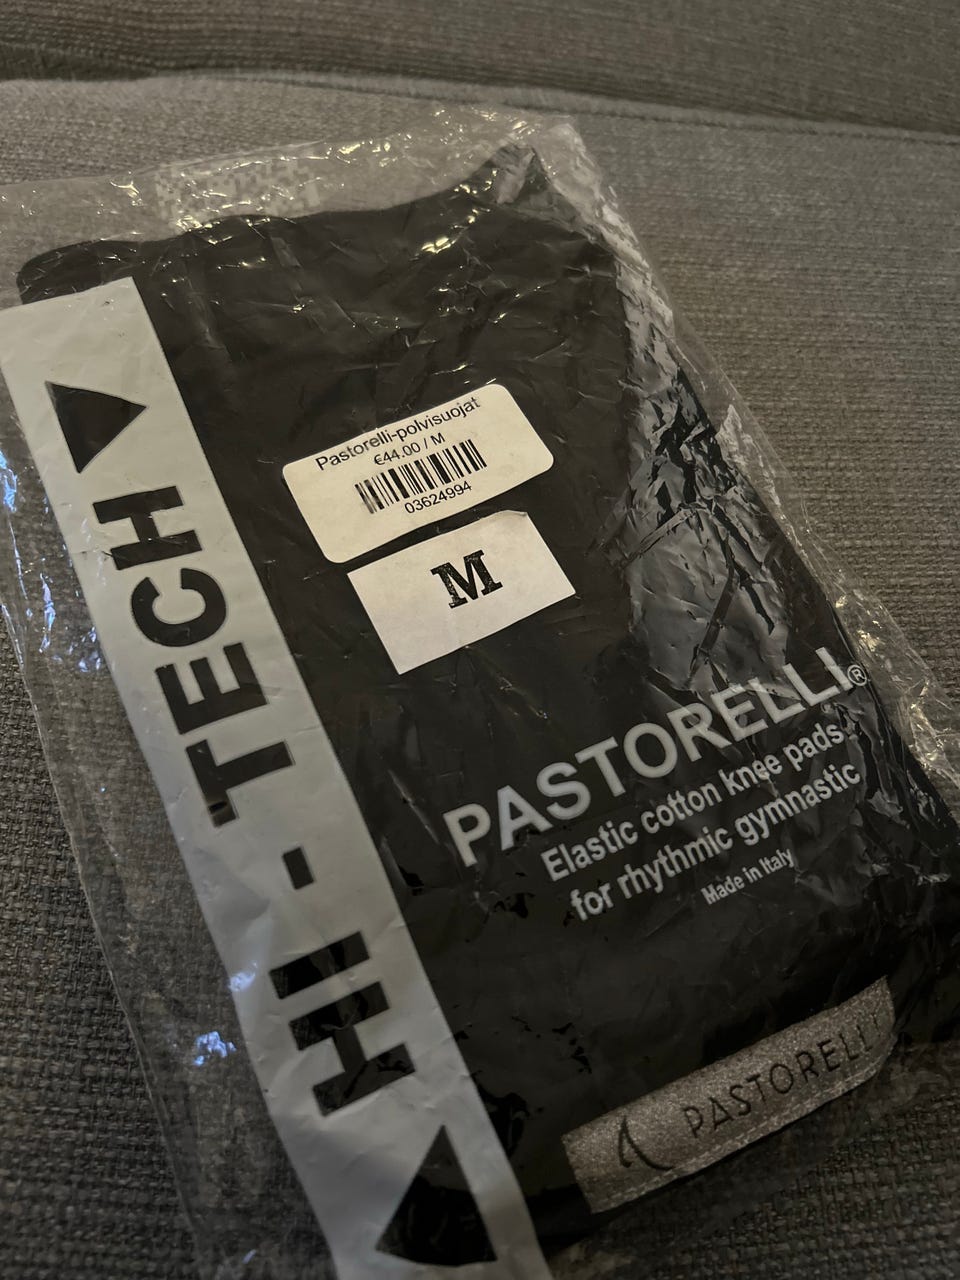 Pastorelli-polvisuojat
€44.00 / M
03624994
M
HI - TECH
PASTORELLI®
Elastic cotton knee pads
for rhythmic gymnastic
Made in Italy
PASTORELLI